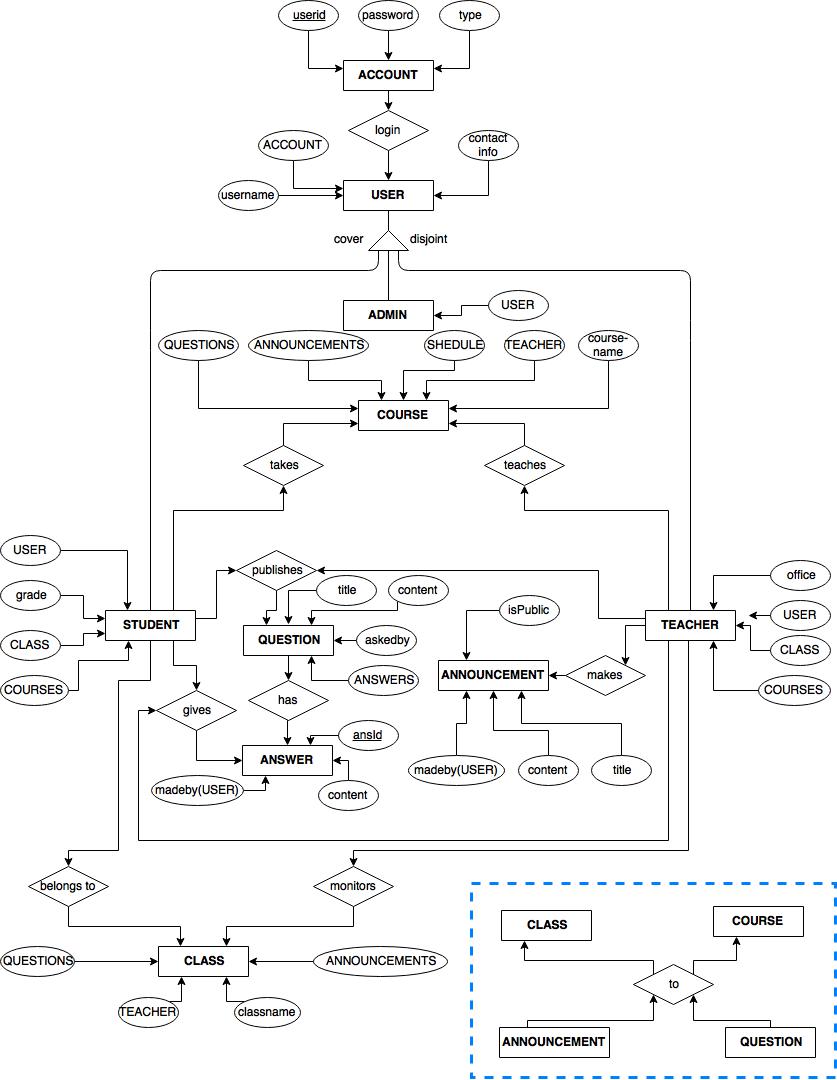 userid
password
type
ACCOUNT
login
ACCOUNT
contact
info
username
USER
cover
disjoint
ADMIN
USER
QUESTIONS
ANNOUNCEMENTS
SHEDULE
TEACHER
course-
name
COURSE
takes
teaches
USER
publishes
office
grade
title
content
isPublic
USER
STUDENT
QUESTION
askedby
TEACHER
CLASS
CLASS
COURSES
ANSWERS
ANNOUNCEMENT
makes
COURSES
gives
has
ansId
ANSWER
madeby(USER)
content
madeby(USER)
content
title
belongs to
monitors
CLASS
COURSE
QUESTIONS
CLASS
ANNOUNCEMENTS
to
TEACHER
classname
ANNOUNCEMENT
QUESTION